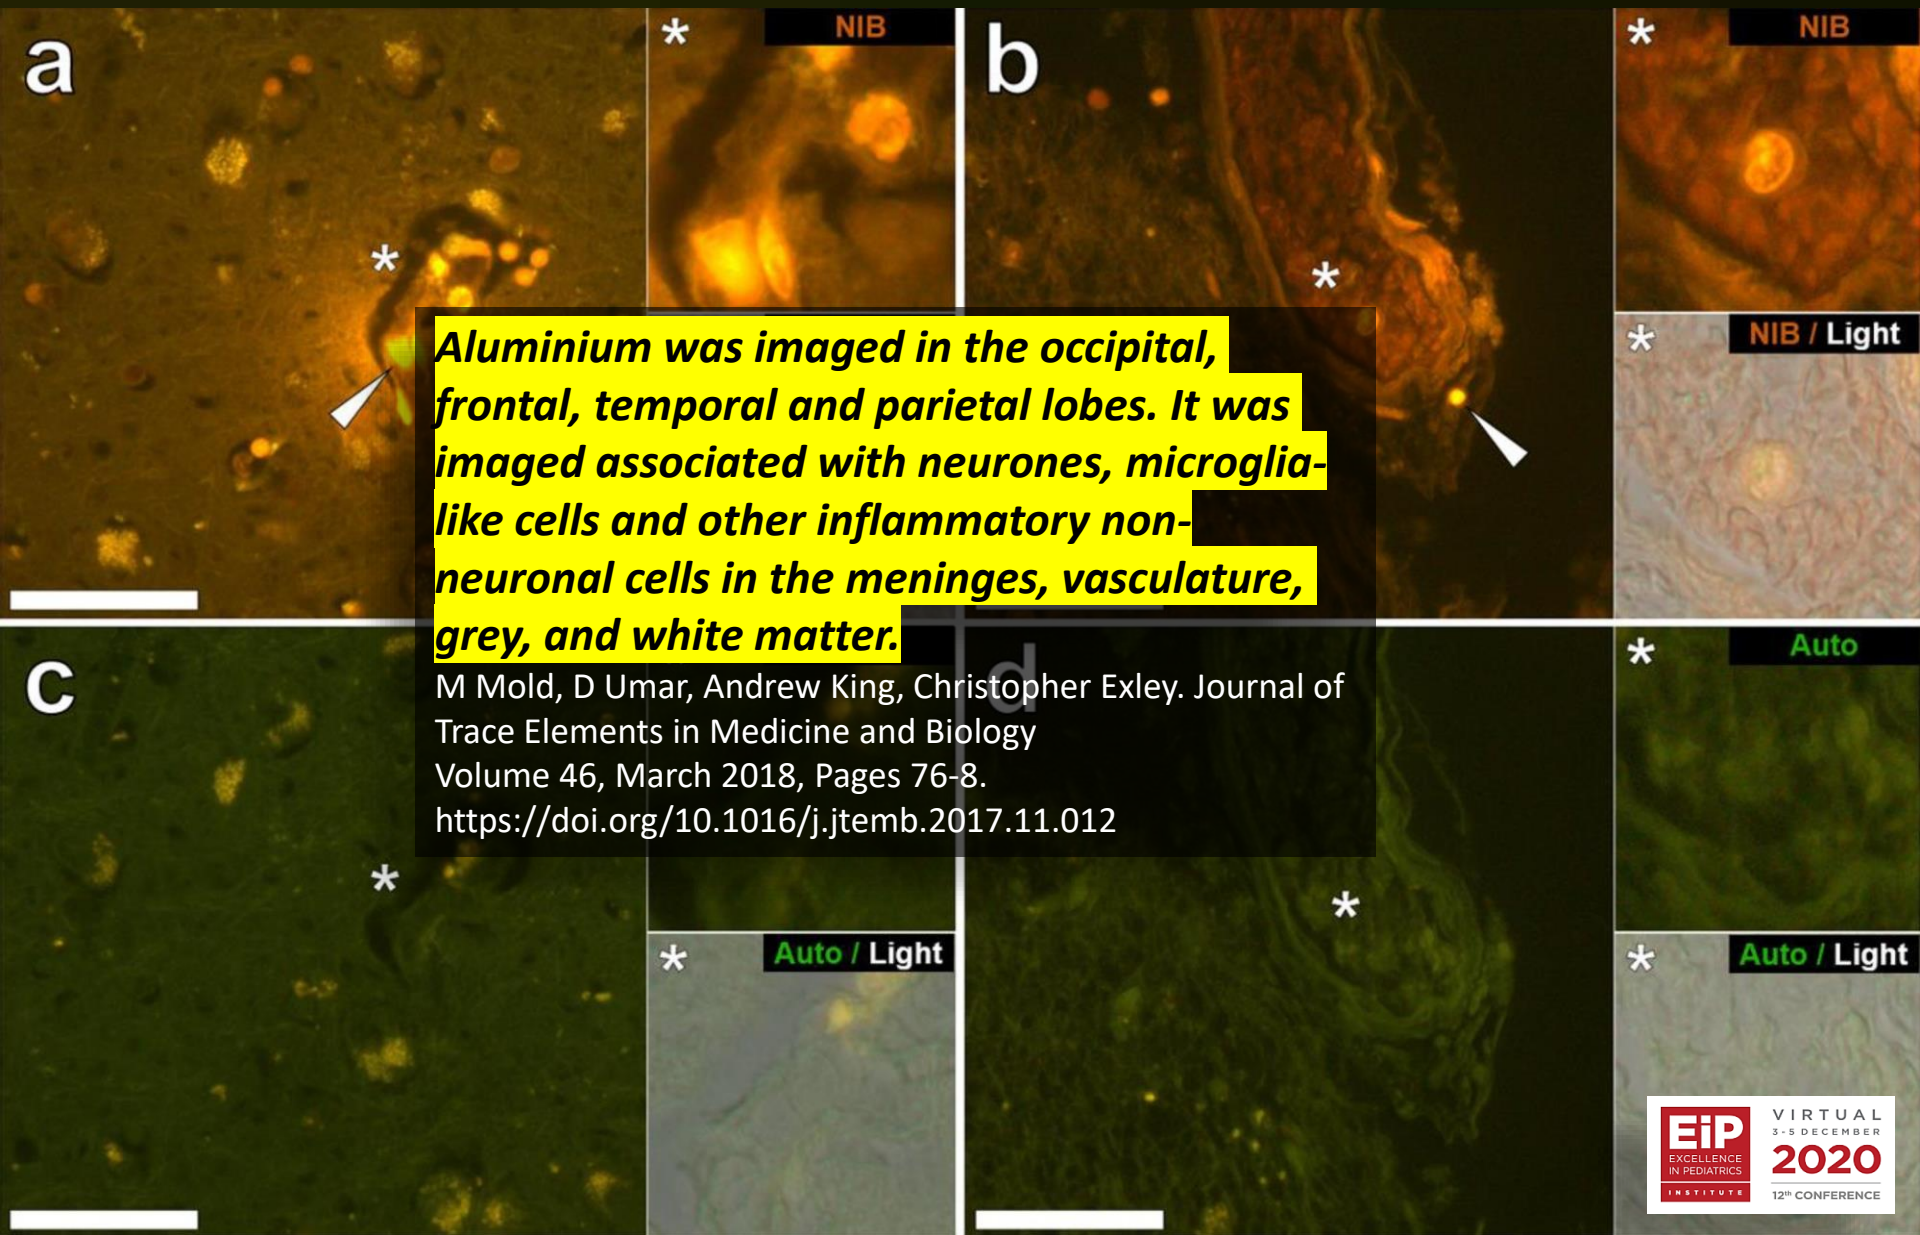 a
* NIB
b
* NIB
*
*
* NIB / Light
Aluminium was imaged in the occipital,
frontal, temporal and parietal lobes. It was
imaged associated with neurones, microglia-
like cells and other inflammatory non-
neuronal cells in the meninges, vasculature,
grey, and white matter.
M Mold, D Umar, Andrew King, Christopher Exley. Journal of
Trace Elements in Medicine and Biology
Volume 46, March 2018, Pages 76-8.
https://doi.org/10.1016/j.jtemb.2017.11.012
c
d
* Auto
*
*
* Auto / Light
* Auto / Light
EiP
EXCELLENCE
IN PEDIATRICS
INSTITUTE
VIRTUAL
3-5 DECEMBER
2020
12th CONFERENCE